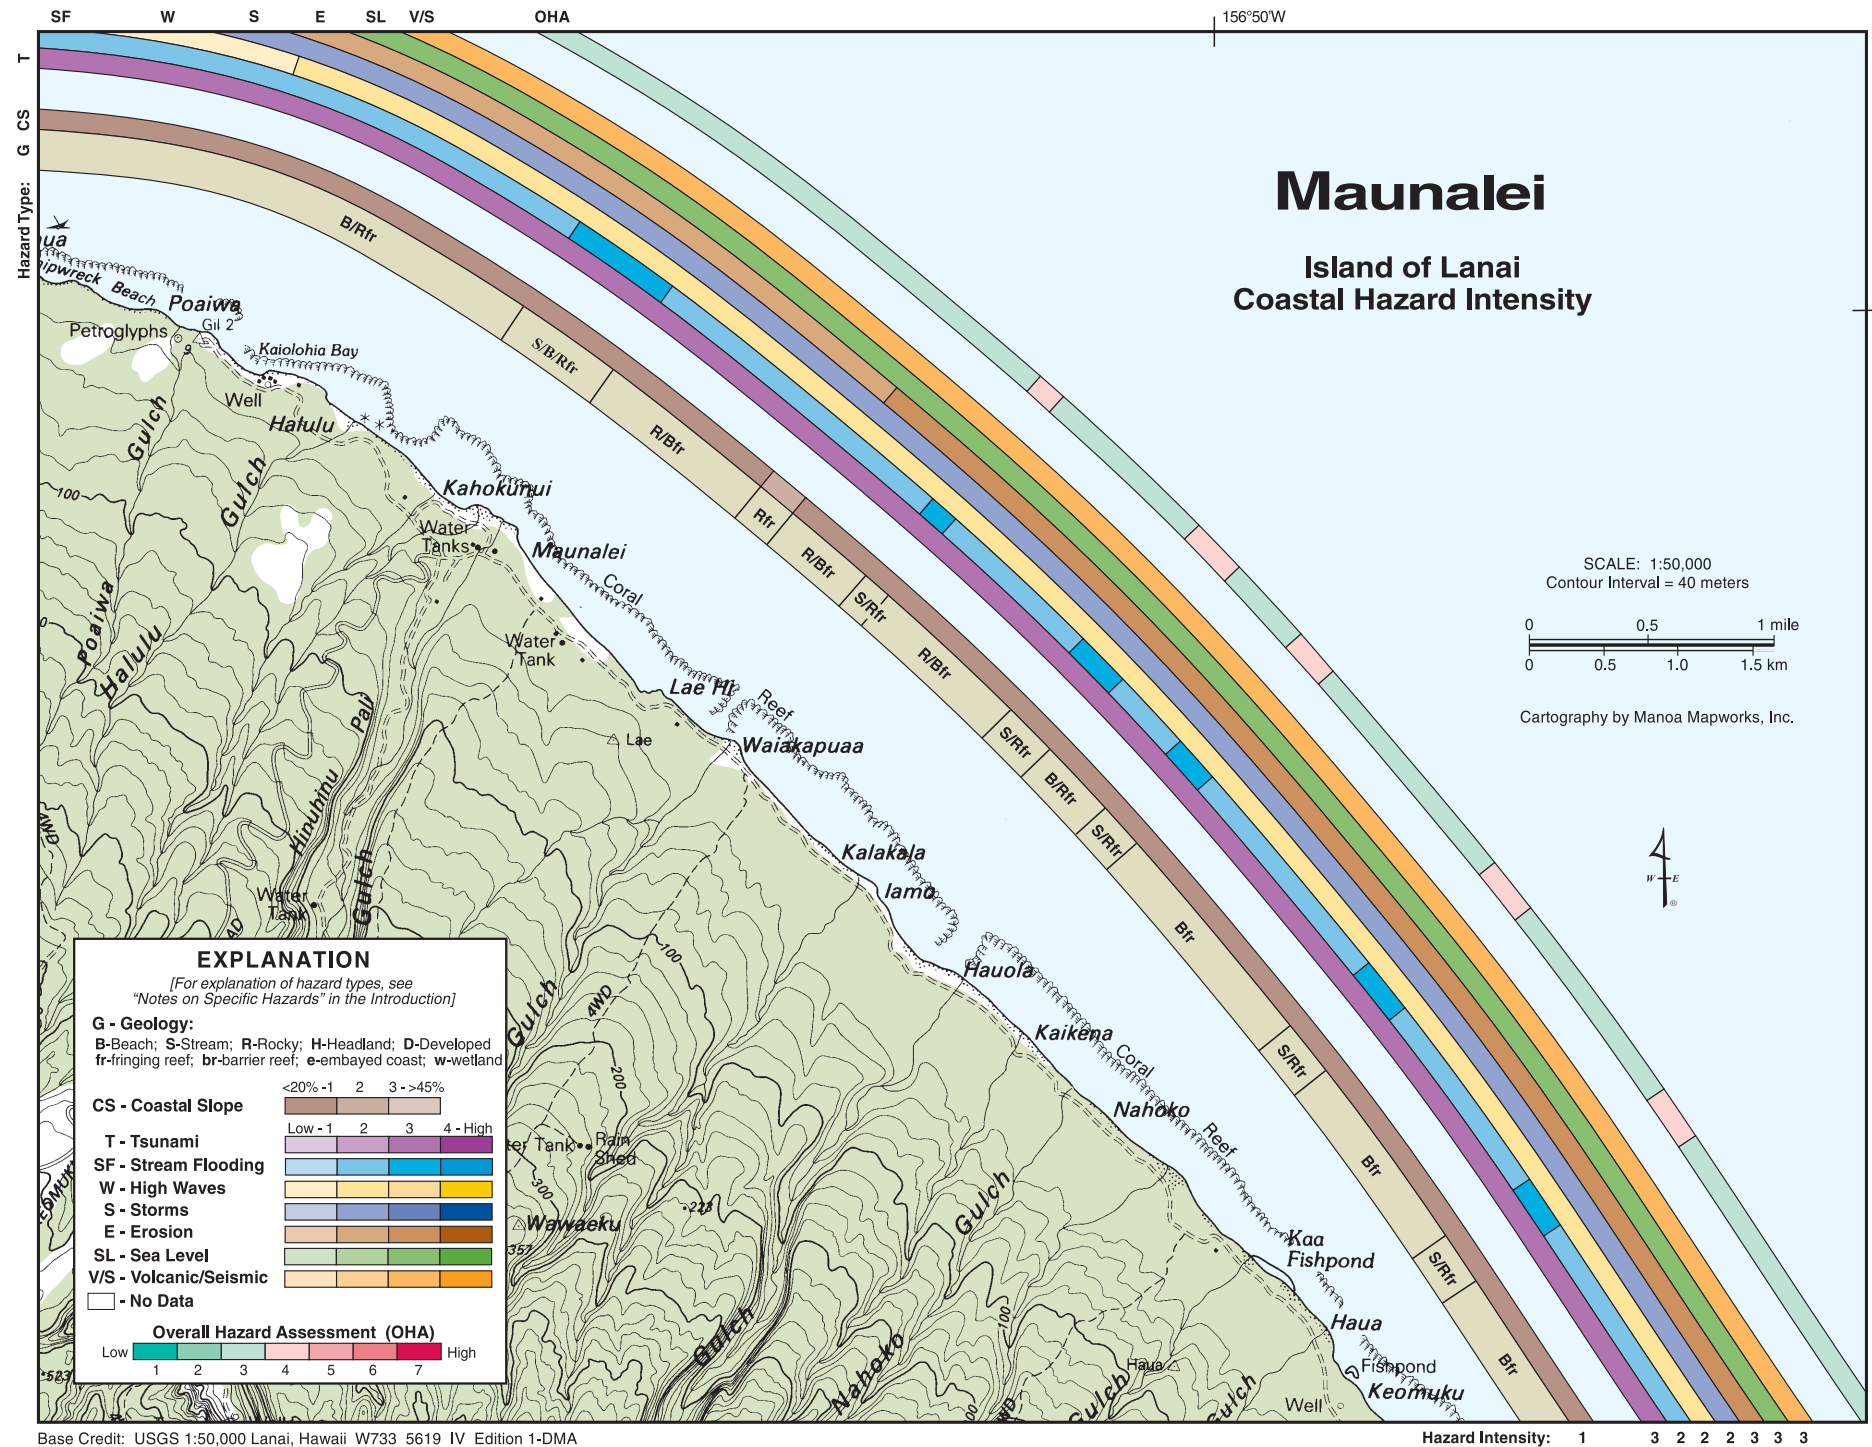 SF W S E SL V/S OHA
156°50'W
T
CS
G
Hazard Type:
Maunalei
Island of Lanai
Coastal Hazard Intensity
B/Rfr
S/B/Rfr
R/Bfr
Rfr
R/Bfr
S/Rfr
R/Bfr
S/Rfr
B/Rfr
S/Rfr
Bfr
S/Rfr
Bfr
S/Rfr
Bfr
SCALE: 1:50,000
Contour Interval = 40 meters
0 0.5 1 mile
0 0.5 1.0 1.5 km
Cartography by Manoa Mapworks, Inc.
W E
®
Beach
Poaiwa
Gil 2
Petroglyphs
9
Kaiolohia Bay
Well
Halulu
Gulch
Gulch
100
Kahokunui
Water
Tanks
Maunalei
Coral
Poaiwa
Halulu
Water
Tank
Pali
Lae Hi
Reef
Lae
Waiakapuaa
Hinuhinu
Gulch
4WD
Kalakala
Iamo
Water
Tank
100
Hauola
Gulch
4WD
Kaikena
Coral
200
Nahoko
Reef
Rain
Shed
300
223
Wawaeku
357
Gulch
Kaa
Fishpond
100
Haua
Gulch
Nahoko
Haua
Fishpond
Keomuku
Gulch
Gulch
Well
523
EXPLANATION
[For explanation of hazard types, see
“Notes on Specific Hazards” in the Introduction]
G - Geology:
B-Beach; S-Stream; R-Rocky; H-Headland; D-Developed
fr-fringing reef; br-barrier reef; e-embayed coast; w-wetland
<20% -1 2 3 - >45%
CS - Coastal Slope
Low - 1 2 3 4 - High
T - Tsunami
SF - Stream Flooding
W - High Waves
S - Storms
E - Erosion
SL - Sea Level
V/S - Volcanic/Seismic
- No Data
Overall Hazard Assessment (OHA)
Low High
1 2 3 4 5 6 7
Base Credit: USGS 1:50,000 Lanai, Hawaii W733 5619 IV Edition 1-DMA
Hazard Intensity: 1 3 2 2 2 3 3 3